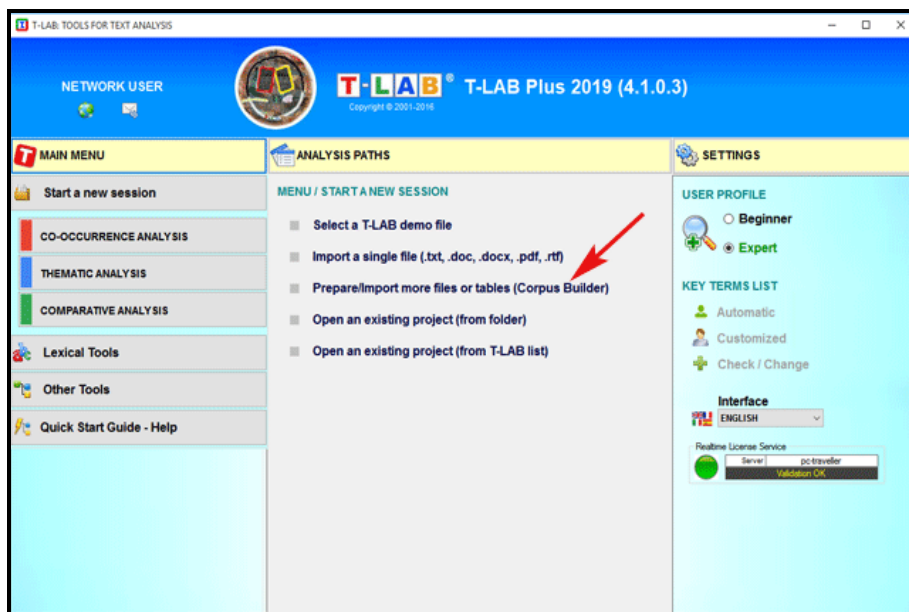 T-LAB: TOOLS FOR TEXT ANALYSIS
NETWORK USER
T-LAB®
Copyright © 2001-2016
T-LAB Plus 2019 (4.1.0.3)
MAIN MENU
Start a new session
CO-OCCURRENCE ANALYSIS
THEMATIC ANALYSIS
COMPARATIVE ANALYSIS
Lexical Tools
Other Tools
Quick Start Guide - Help
ANALYSIS PATHS
MENU / START A NEW SESSION
Select a T-LAB demo file
Import a single file (.txt, .doc, .docx, .pdf, .rtf)
Prepare/Import more files or tables (Corpus Builder)
Open an existing project (from folder)
Open an existing project (from T-LAB list)
SETTINGS
USER PROFILE
Beginner
Expert
KEY TERMS LIST
Automatic
Customized
Check / Change
Interface
ENGLISH
Realtime License Service
Server pc-traveller
Validation OK